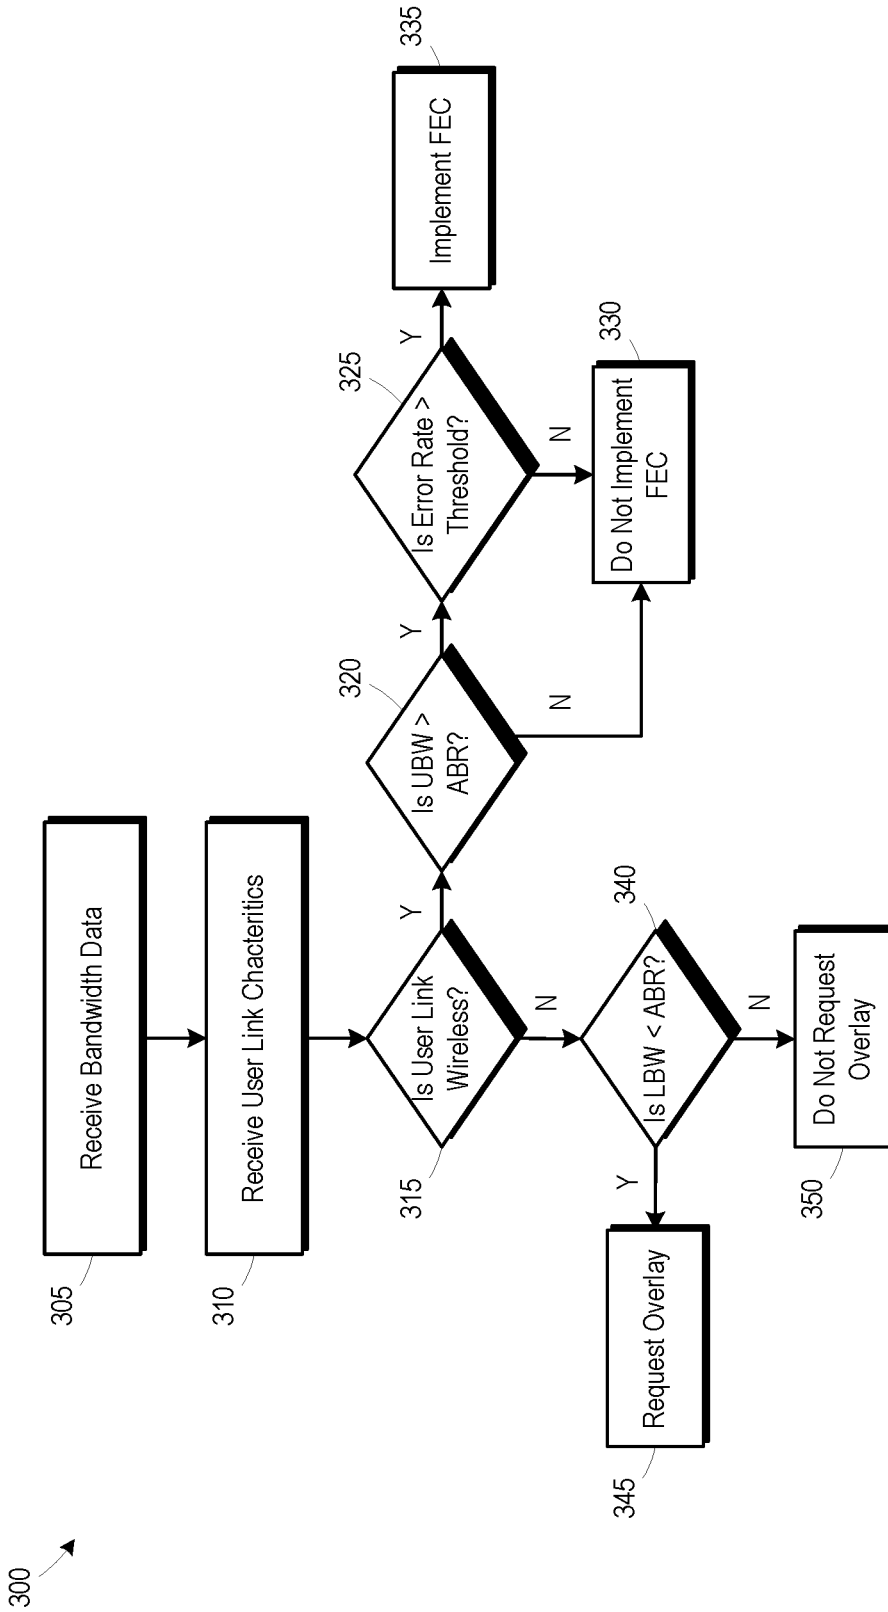 300
305
Receive Bandwidth Data
310
Receive User Link Chacteritics
315
Is User Link
Wireless?
Y
N
320
Is UBW >
ABR?
Y
N
325
Is Error Rate >
Threshold?
Y
N
335
Implement FEC
330
Do Not Implement
FEC
340
Is LBW < ABR?
Y
N
345
Request Overlay
350
Do Not Request
Overlay